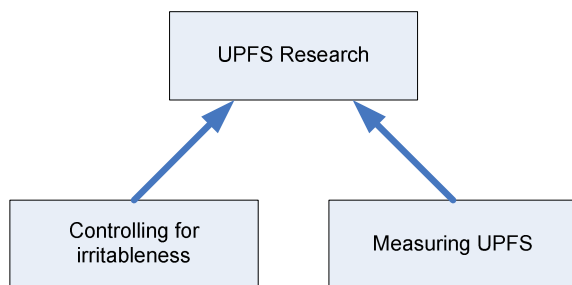 UPFS Research
Controlling for
irritableness
Measuring UPFS